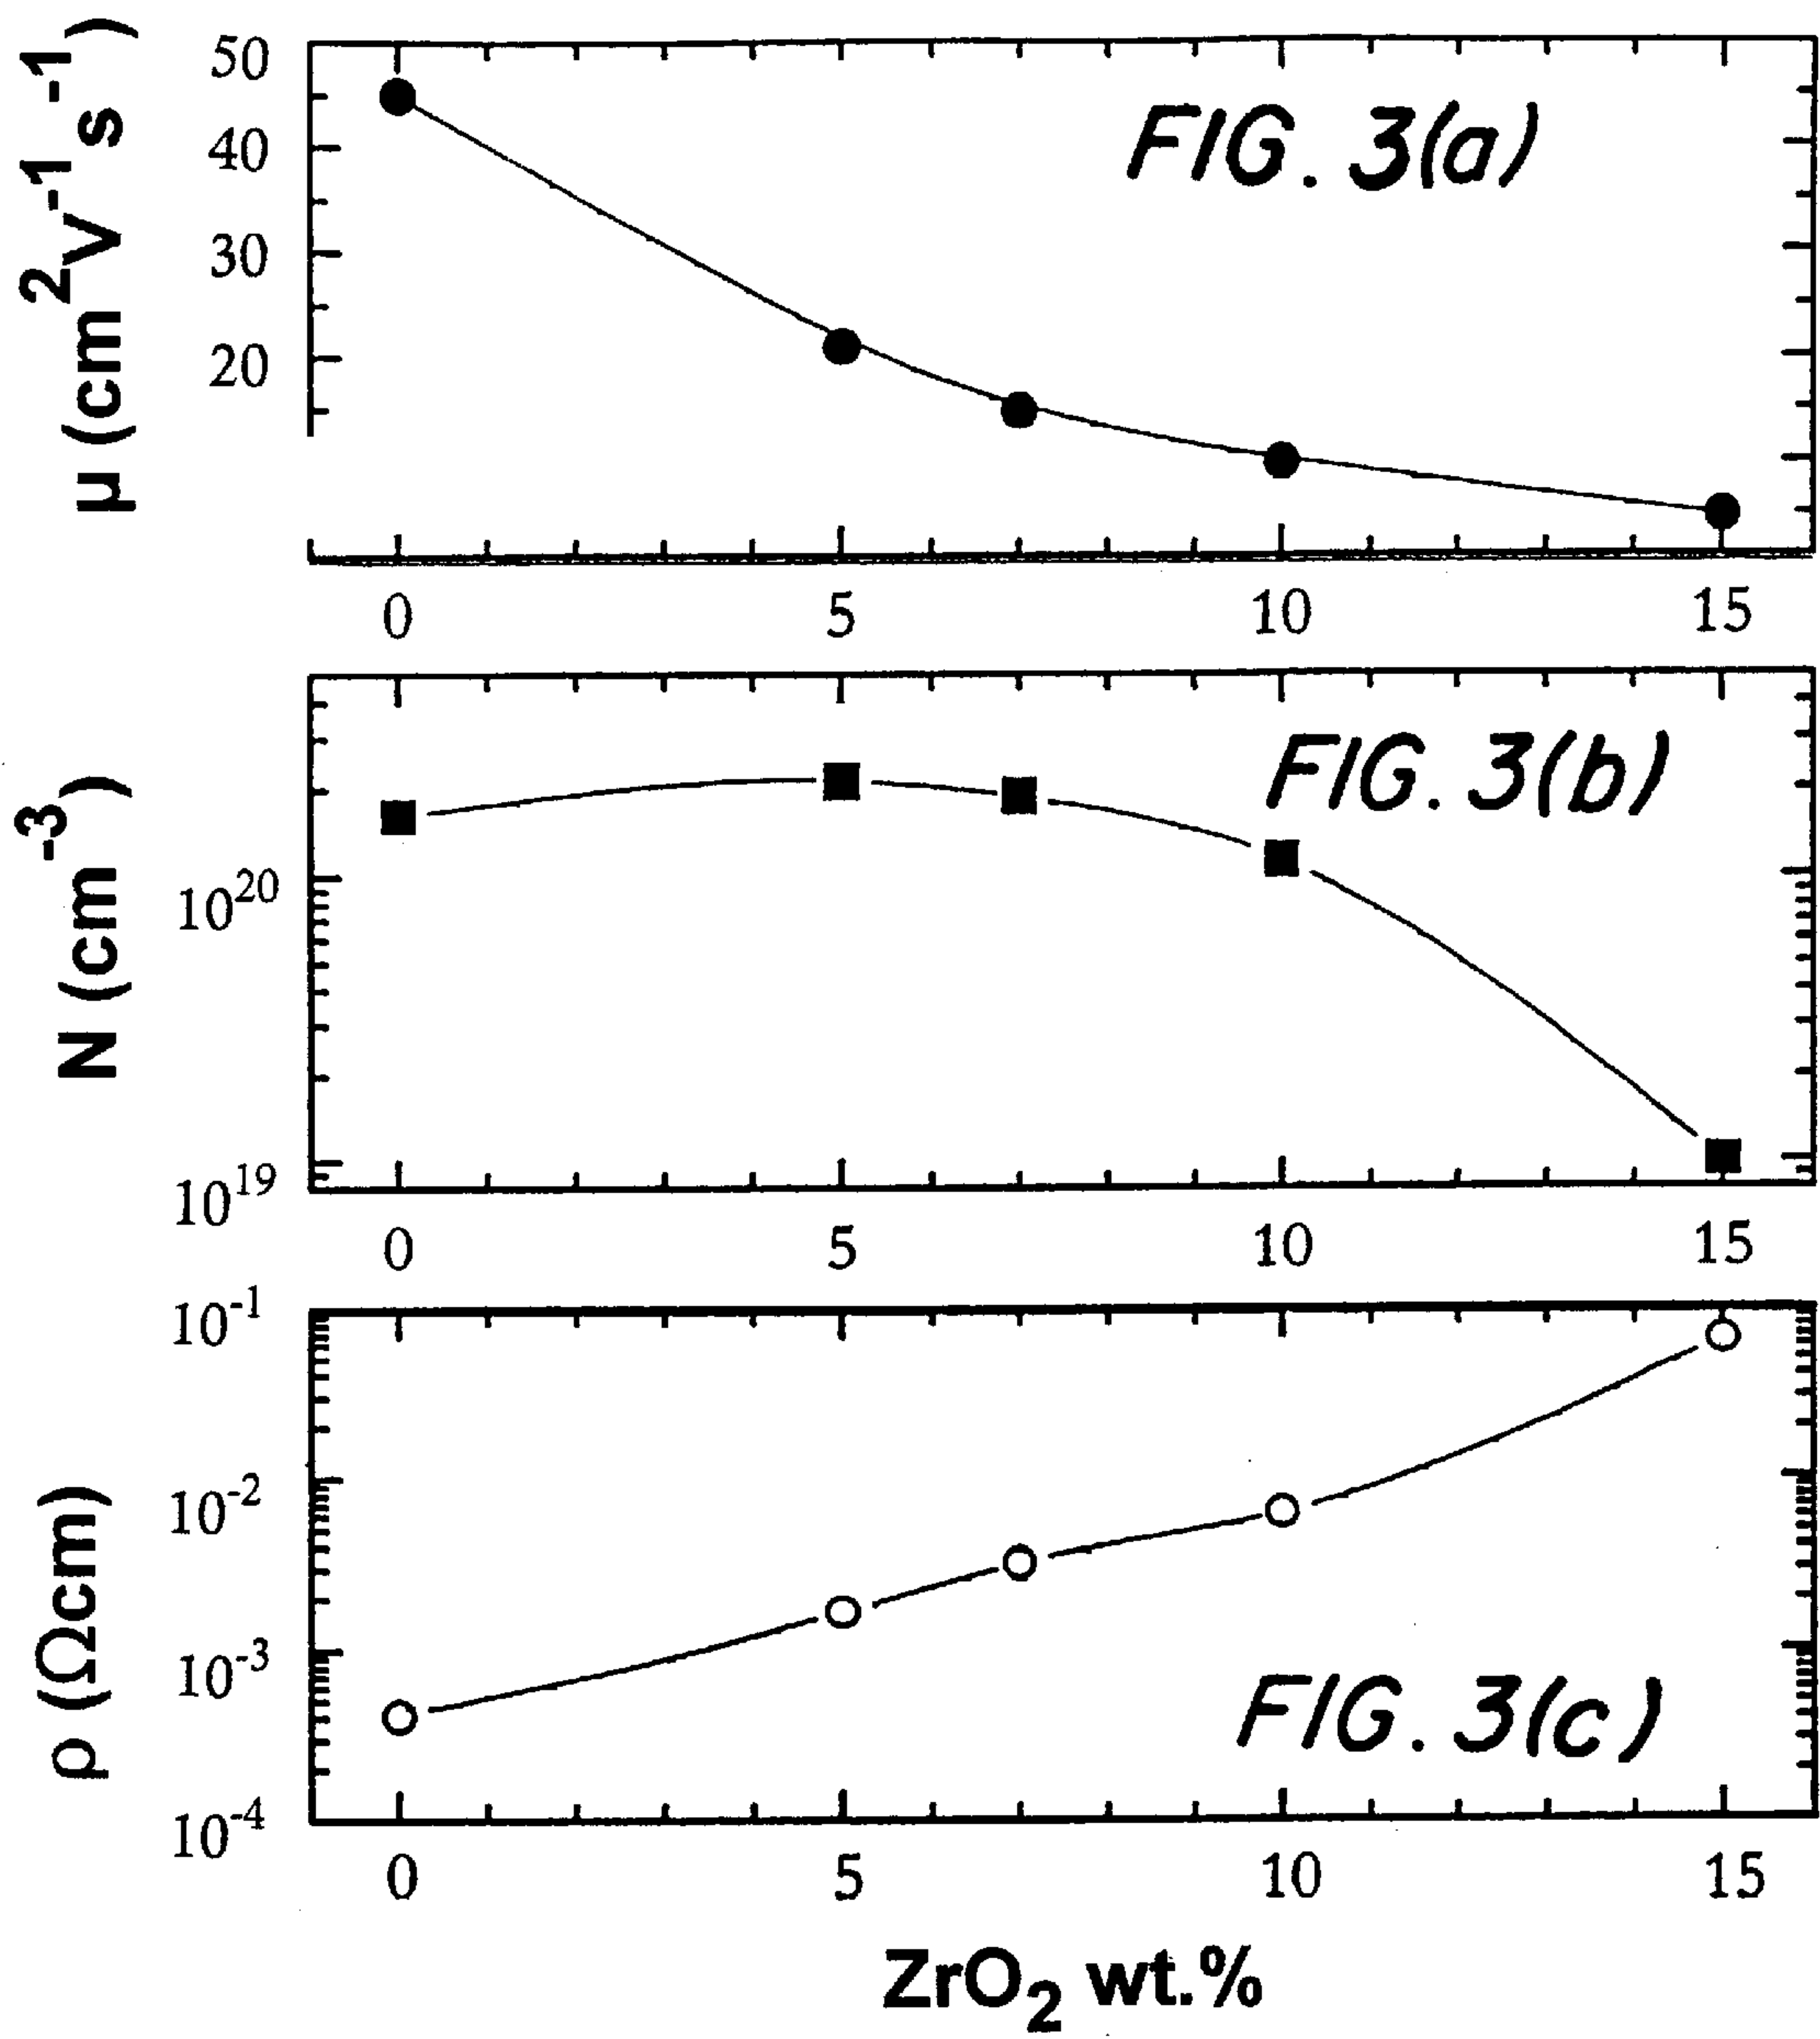 μ (cm²V⁻¹s⁻¹)
50
40
30
20
FIG. 3(a)
0 5 10 15
N (cm⁻³)
10²⁰
10¹⁹
FIG. 3(b)
0 5 10 15
ρ (Ωcm)
10⁻¹
10⁻²
10⁻³
10⁻⁴
FIG. 3(c)
0 5 10 15
ZrO₂ wt.%